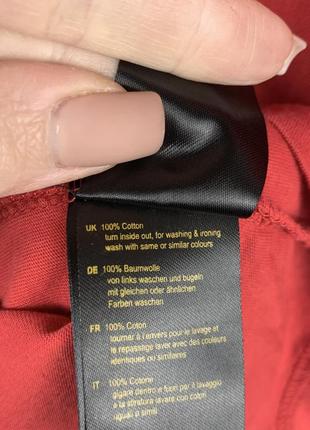 UK 100% Cotton
turn inside out, for washing & ironing
wash with same or similar colours
DE 100% Baumwolle
von links waschen und bügeln
mit gleichen oder ähnlichen
Farben waschen
FR 100% Coton
tourner à l'envers pour le lavage et
le repassage lavez avec des couleurs
identiques ou similaires
IT 100% Cotone
girare dentro e fuori per il lavaggio
e la stiratura lavare con colori
uguali o simili